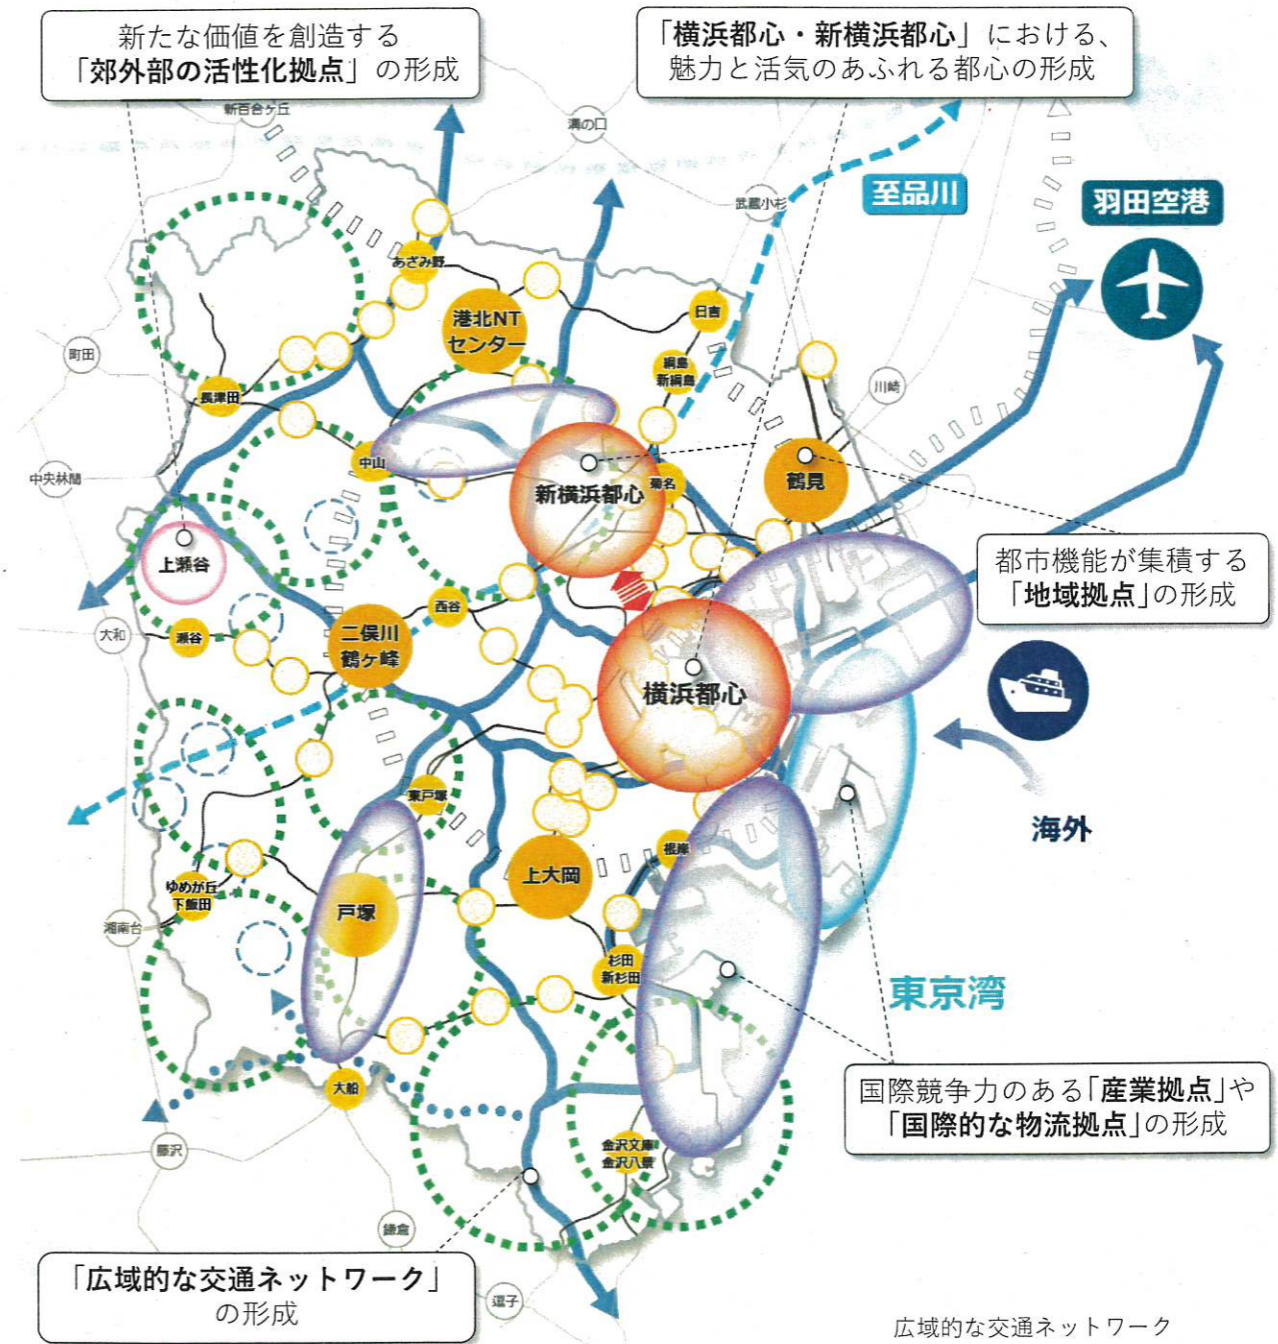 新たな価値を創造する
「郊外部の活性化拠点」の形成
「横浜都心・新横浜都心」における、
魅力と活気のあふれる都心の形成
新百合ヶ丘
溝の口
武蔵小杉
至品川
羽田空港
あざみ野
港北NT
センター
日吉
綱島
新綱島
町田
長津田
川崎
中央林間
中山
新横浜都心
菊名
鶴見
上瀬谷
都市機能が集積する
「地域拠点」の形成
大和
瀬谷
二俣川
鶴ヶ峰
西谷
横浜都心
東戸塚
海外
上大岡
根岸
ゆめが丘
下飯田
戸塚
湘南台
杉田
新杉田
東京湾
大船
国際競争力のある「産業拠点」や
「国際的な物流拠点」の形成
藤沢
金沢文庫
金沢八景
鎌倉
「広域的な交通ネットワーク」
の形成
逗子
広域的な交通ネットワーク